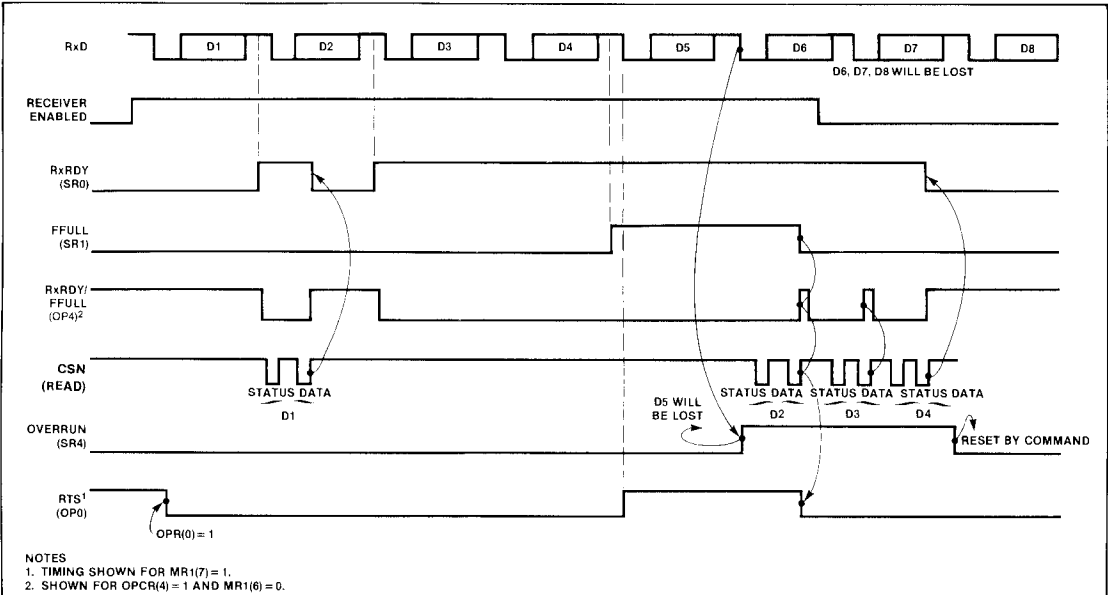 RxD
D1 D2 D3 D4 D5 D6 D7 D8
D6, D7, D8 WILL BE LOST
RECEIVER
ENABLED
RxRDY
(SR0)
FFULL
(SR1)
RxRDY/
FFULL
(OP4)²
CSN
(READ)
STATUS DATA
D1
STATUS DATA STATUS DATA STATUS DATA
D2 D3 D4
D5 WILL
BE LOST
OVERRUN
(SR4)
RESET BY COMMAND
RTS¹
(OP0)
OPR(0) = 1
NOTES
1. TIMING SHOWN FOR MR1(7) = 1.
2. SHOWN FOR OPCR(4) = 1 AND MR1(6) = 0.